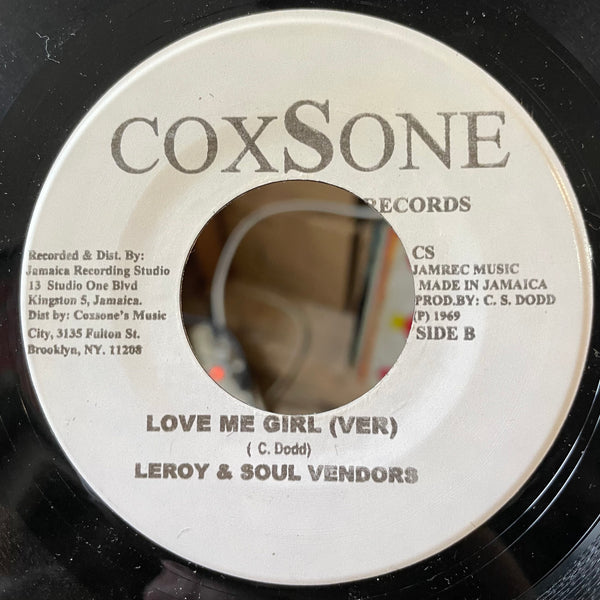 COXSONE
RECORDS
Recorded & Dist. By:
Jamaica Recording Studio
13 Studio One Blvd
Kingston 5, Jamaica.
Dist by: Coxsone's Music
City, 3135 Fulton St.
Brooklyn, NY. 11208
CS
JAMREC MUSIC
MADE IN JAMAICA
PROD.BY: C. S. DODD
(P) 1969
SIDE B
LOVE ME GIRL (VER)
( C. Dodd)
LEROY & SOUL VENDORS